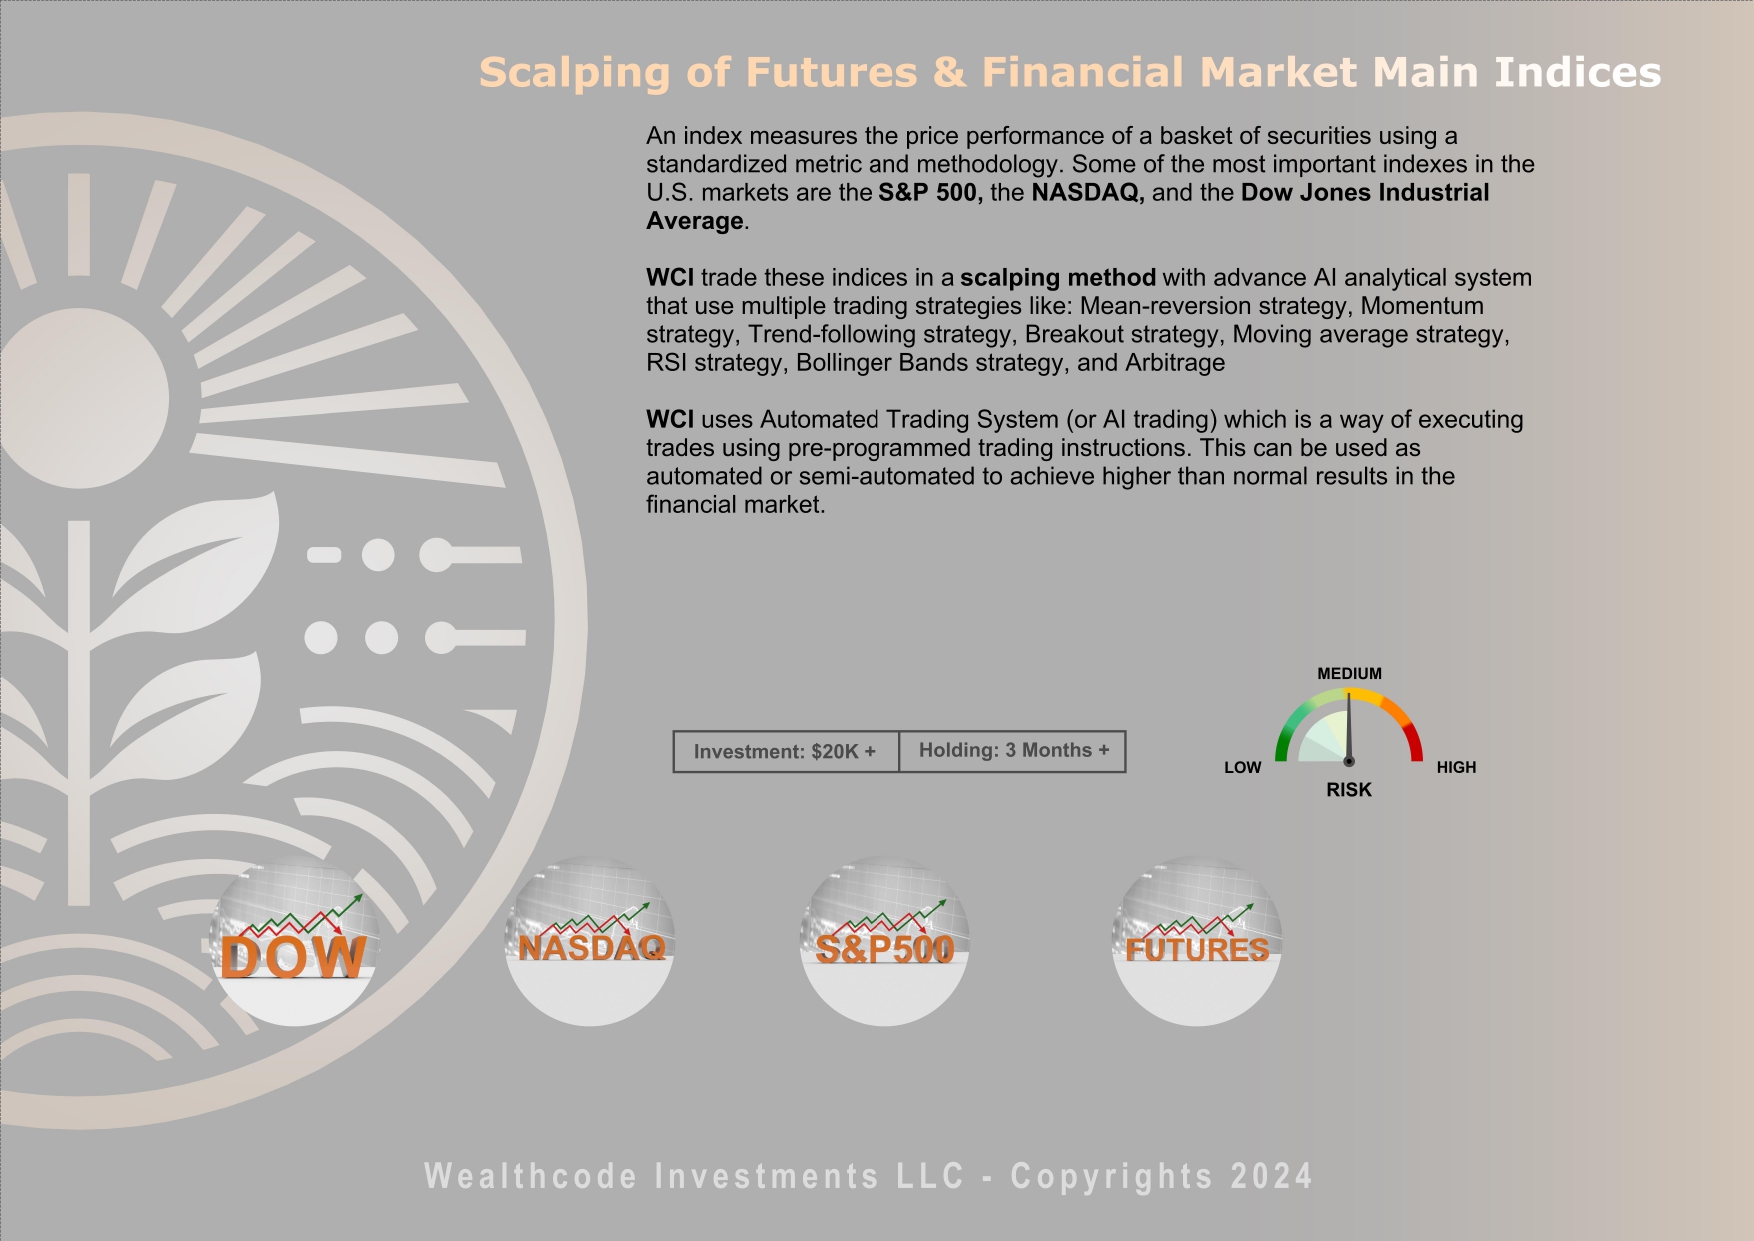 Scalping of Futures & Financial Market Main Indices
An index measures the price performance of a basket of securities using a
standardized metric and methodology. Some of the most important indexes in the
U.S. markets are the S&P 500, the NASDAQ, and the Dow Jones Industrial
Average.
WCI trade these indices in a scalping method with advance AI analytical system
that use multiple trading strategies like: Mean-reversion strategy, Momentum
strategy, Trend-following strategy, Breakout strategy, Moving average strategy,
RSI strategy, Bollinger Bands strategy, and Arbitrage
WCI uses Automated Trading System (or AI trading) which is a way of executing
trades using pre-programmed trading instructions. This can be used as
automated or semi-automated to achieve higher than normal results in the
financial market.
MEDIUM
Investment: $20K +
Holding: 3 Months +
LOW
HIGH
RISK
DOW
NASDAQ
S&P500
FUTURES
Wealthcode Investments LLC - Copyrights 2024